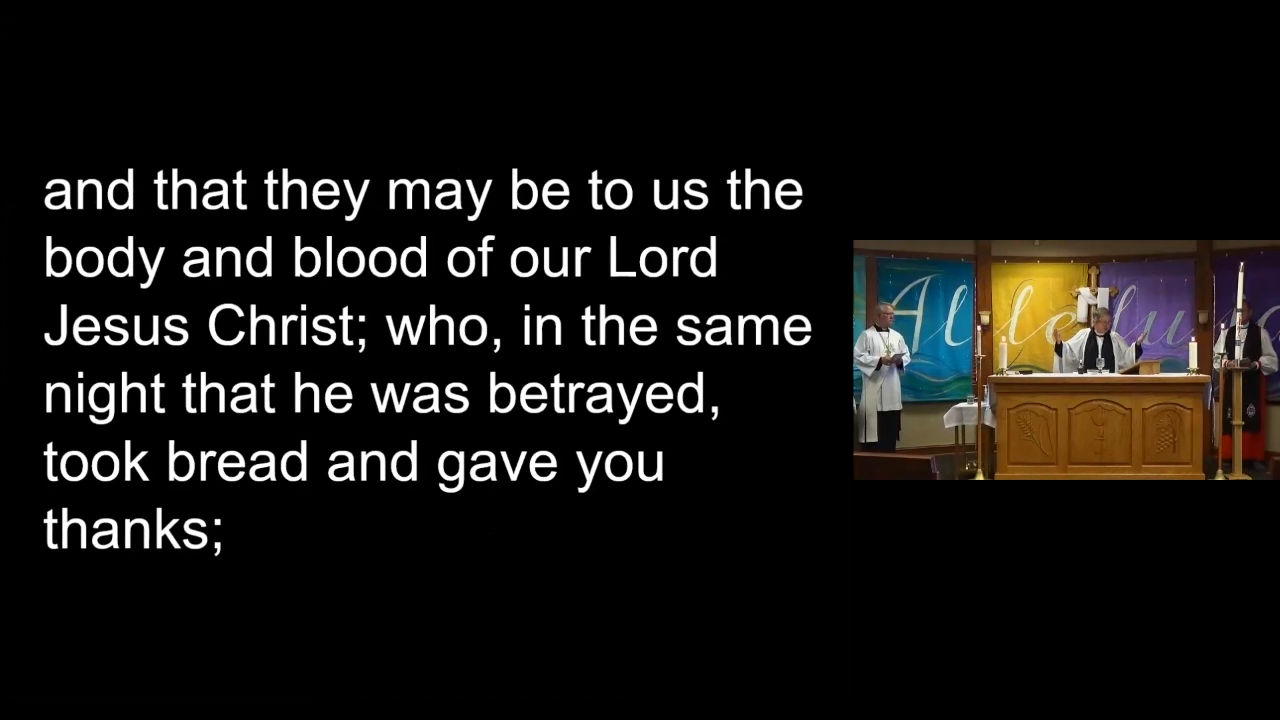 and that they may be to us the
body and blood of our Lord
Jesus Christ; who, in the same
night that he was betrayed,
took bread and gave you
thanks;
Alleluia